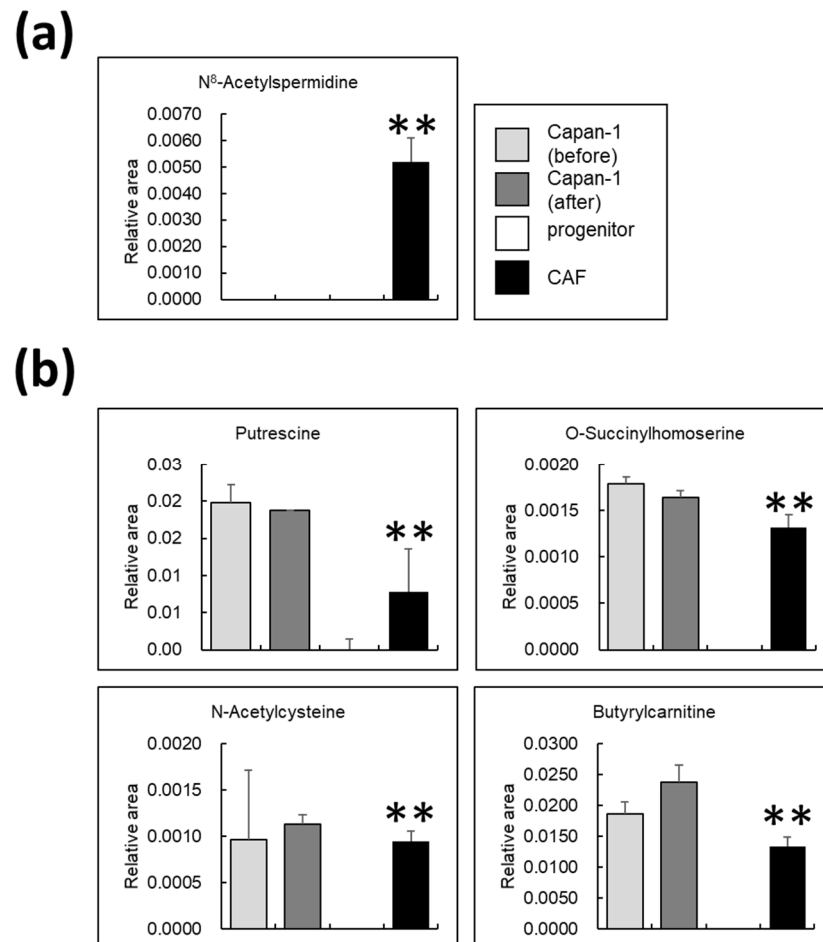 (a)
N⁸-Acetylspermidine
Relative area
0.0070
0.0060
0.0050
0.0040
0.0030
0.0020
0.0010
0.0000
**
Capan-1
(before)
Capan-1
(after)
progenitor
CAF
(b)
Putrescine
Relative area
0.03
0.02
0.02
0.01
0.01
0.00
**
O-Succinylhomoserine
Relative area
0.0020
0.0015
0.0010
0.0005
0.0000
**
N-Acetylcysteine
Relative area
0.0020
0.0015
0.0010
0.0005
0.0000
**
Butyrylcarnitine
Relative area
0.0300
0.0250
0.0200
0.0150
0.0100
0.0050
0.0000
**